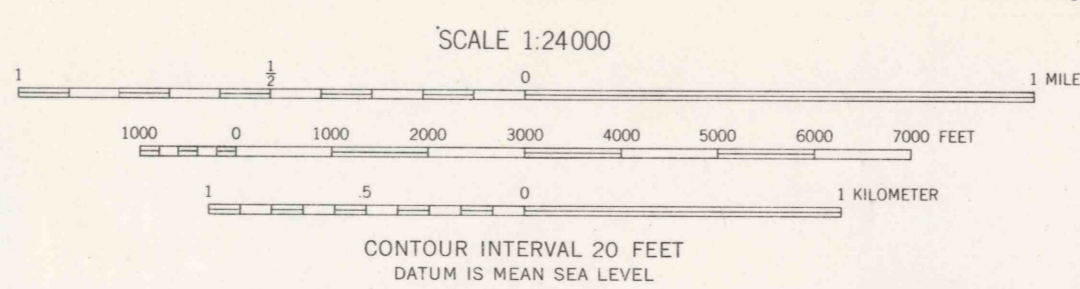 SCALE 1:24000
1 1/2 0 1 MILE
1000 0 1000 2000 3000 4000 5000 6000 7000 FEET
1 .5 0 1 KILOMETER
CONTOUR INTERVAL 20 FEET
DATUM IS MEAN SEA LEVEL